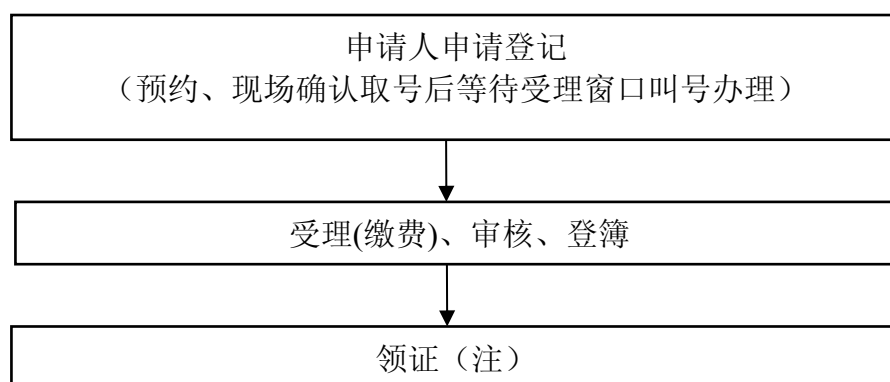 申请人申请登记
（预约、现场确认取号后等待受理窗口叫号办理）
受理(缴费)、审核、登簿
领证（注）